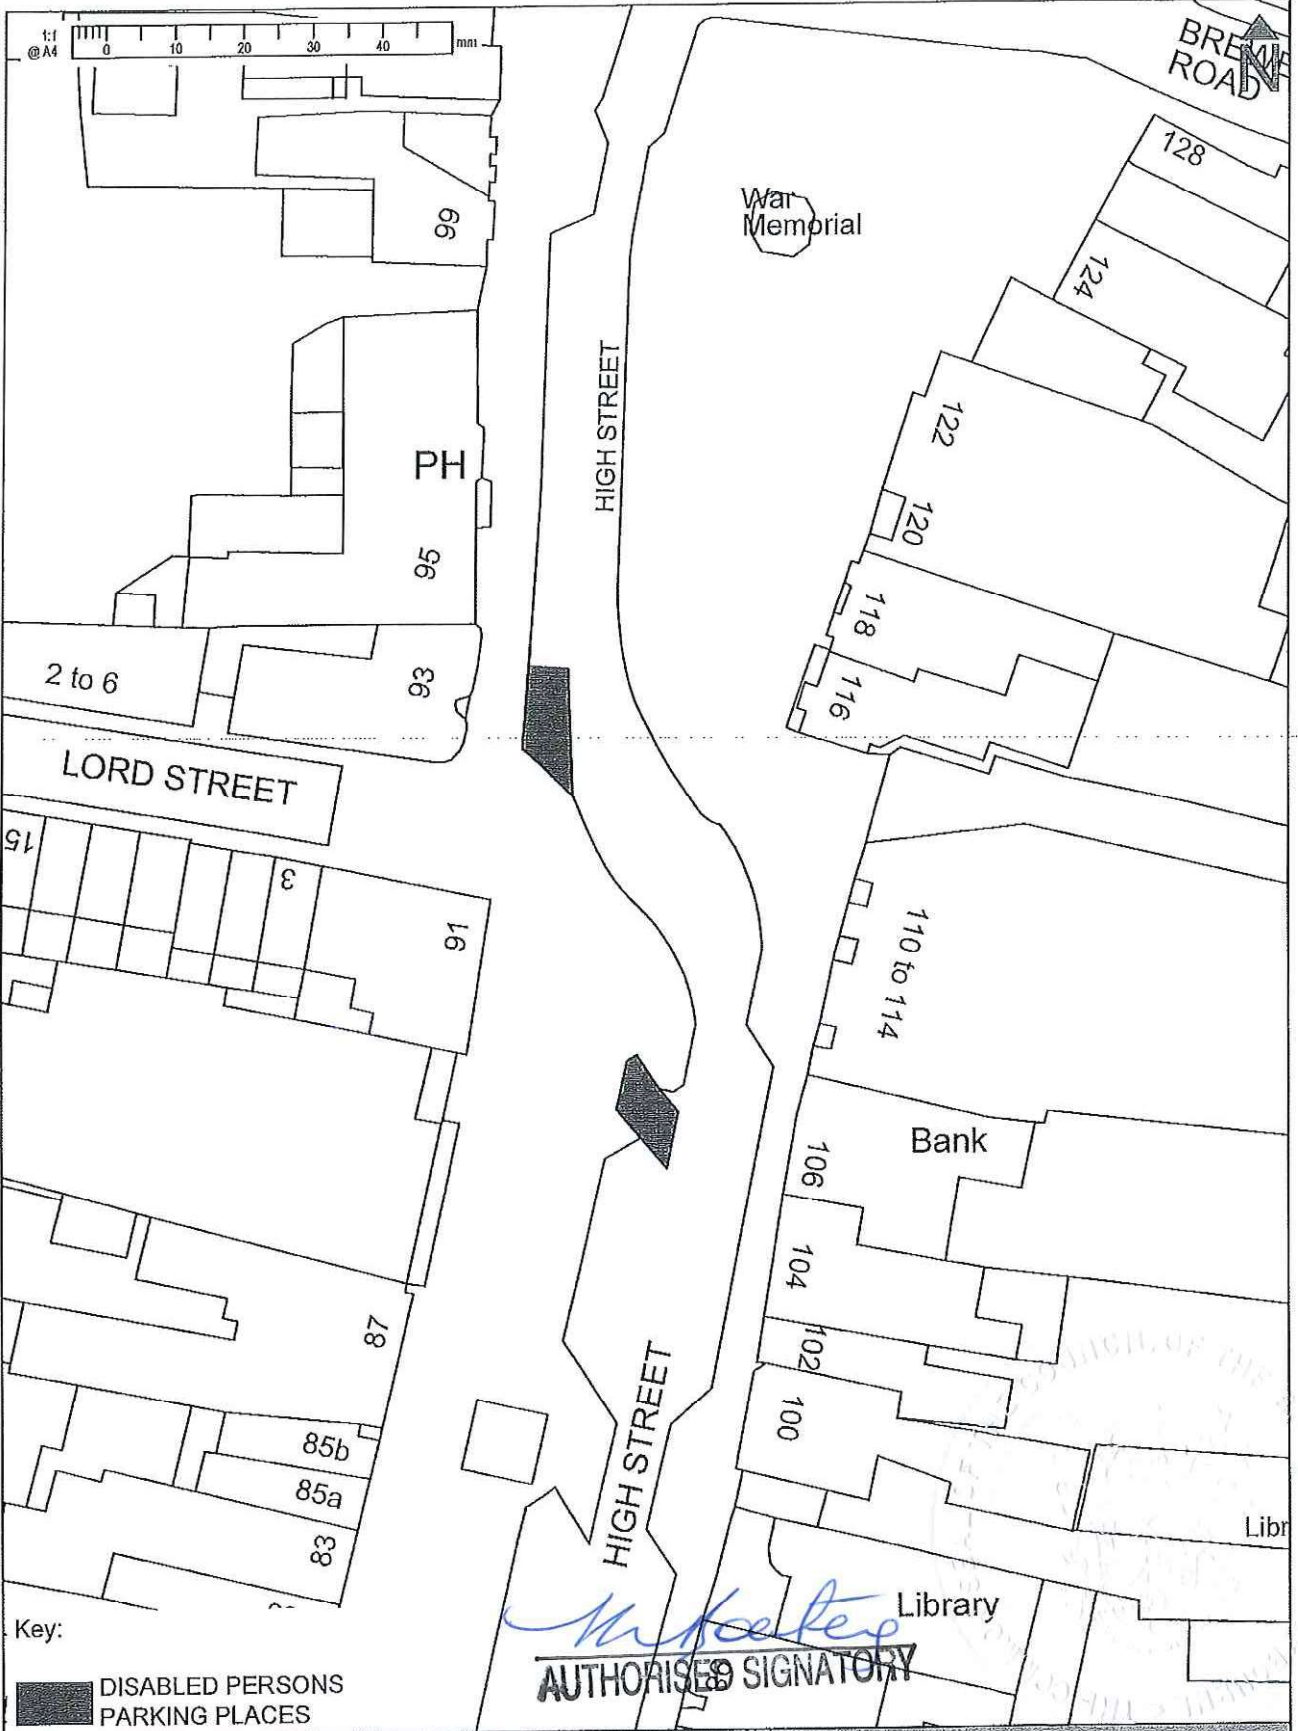 1:1
@ A4
0 10 20 30 40 mm
BREME
ROAD
N
128
War
Memorial
99
124
HIGH STREET
122
PH
120
95
118
2 to 6
93
116
LORD STREET
15
3
91
110 to 114
Bank
106
104
87
102
HIGH STREET
100
85b
85a
83
Libr
Library
Key:
AUTHORISED SIGNATORY
DISABLED PERSONS
PARKING PLACES